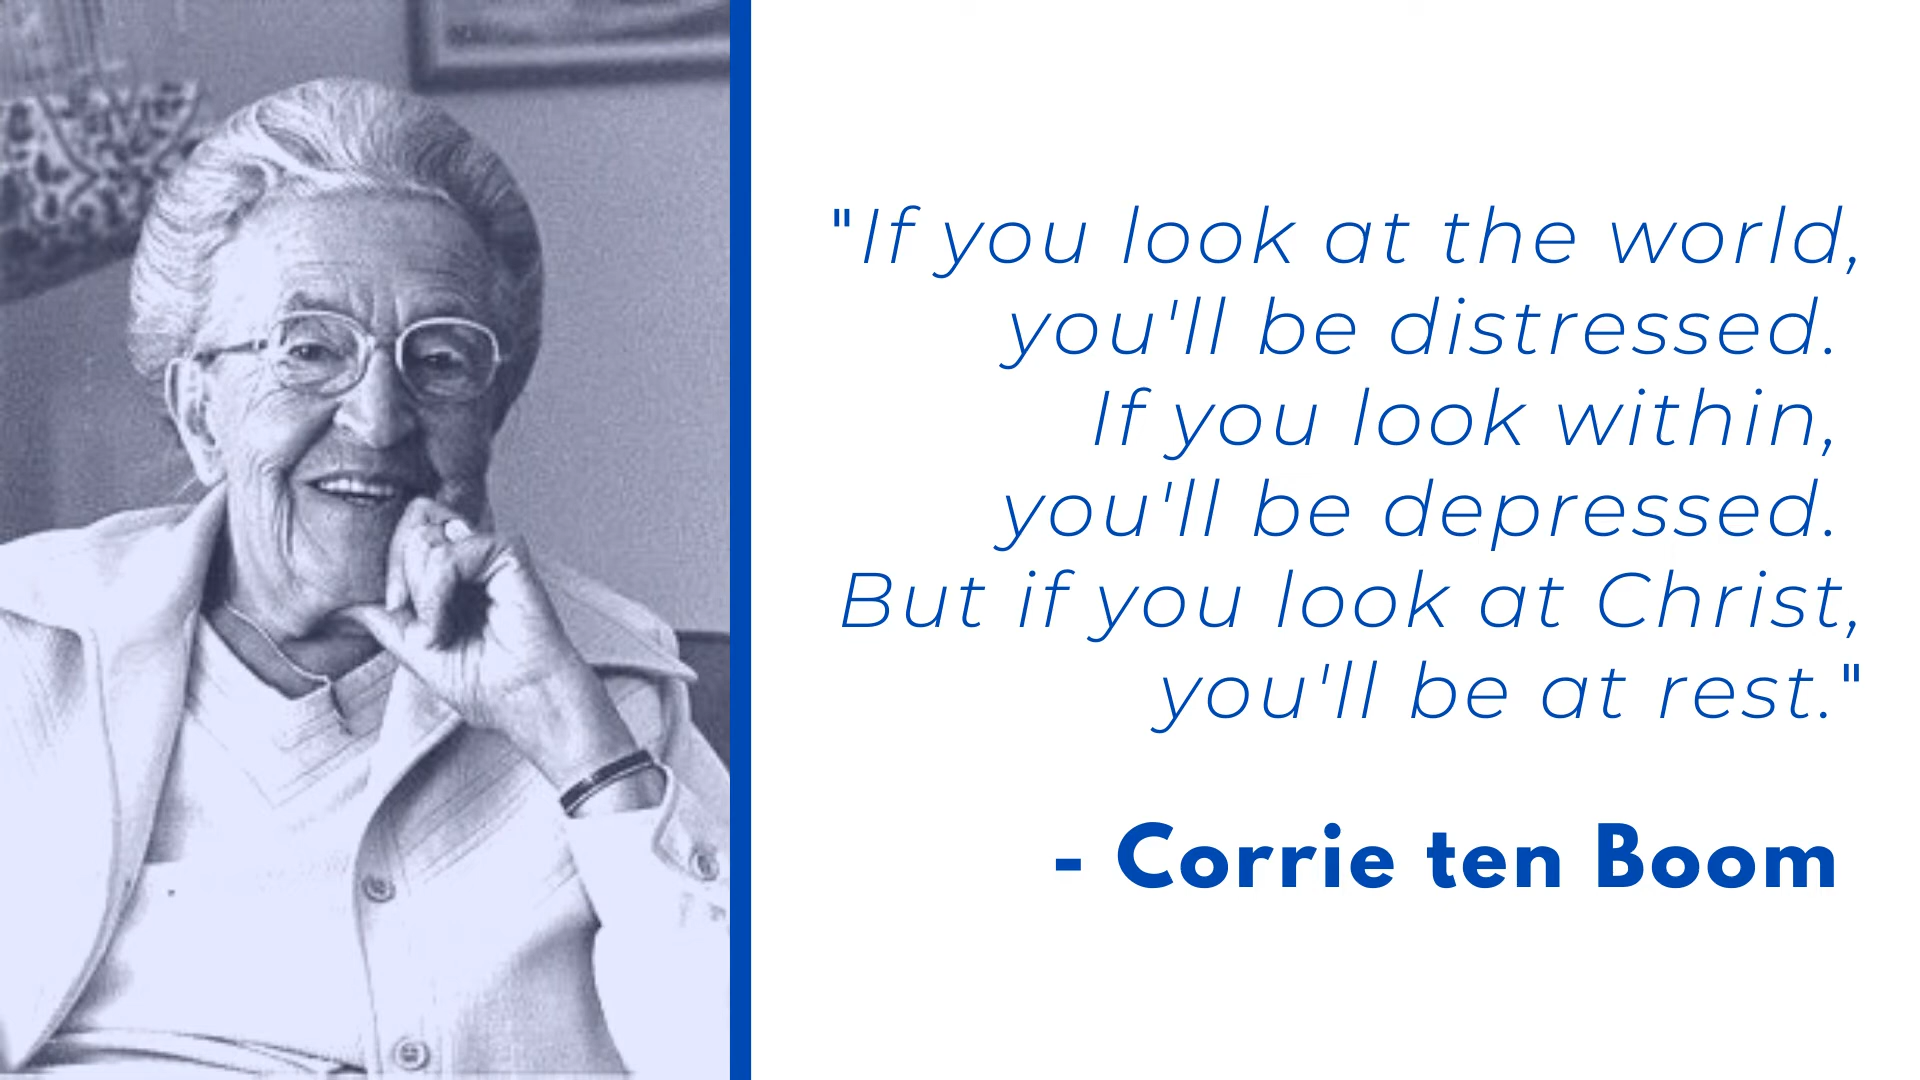 "If you look at the world,
you'll be distressed.
If you look within,
you'll be depressed.
But if you look at Christ,
you'll be at rest."
- Corrie ten Boom